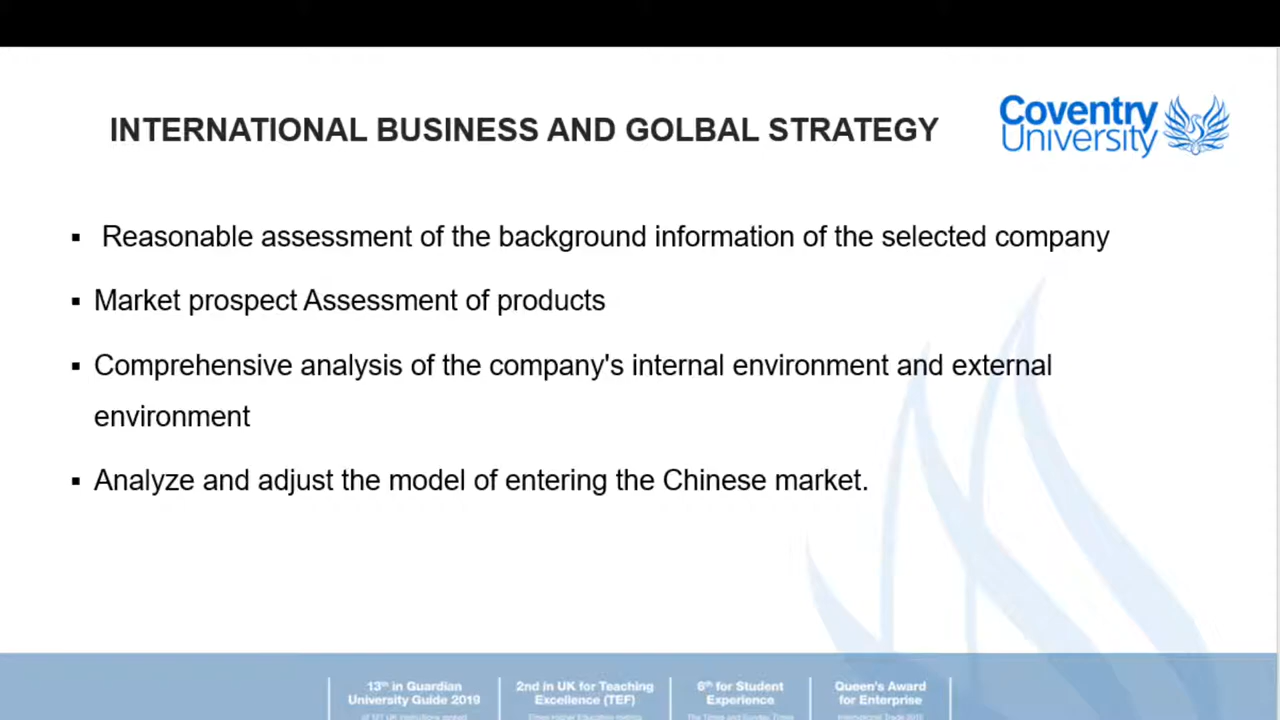 INTERNATIONAL BUSINESS AND GOLBAL STRATEGY
Coventry
University
▪ Reasonable assessment of the background information of the selected company
▪ Market prospect Assessment of products
▪ Comprehensive analysis of the company's internal environment and external
environment
▪ Analyze and adjust the model of entering the Chinese market.
13th in Guardian
University Guide 2019
2nd in UK for Teaching
Excellence (TEF)
6th for Student
Experience
Queen's Award
for Enterprise